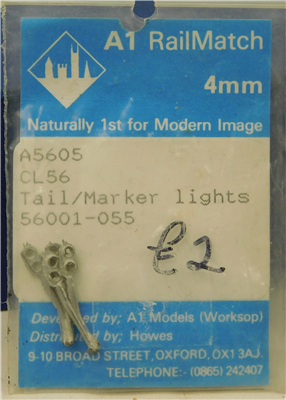 A1 RailMatch
4mm
Naturally 1st for Modern Image
A5605
CL56
Tail/Marker lights
56001-055
£2
Developed by; A1 Models (Worksop)
Distributed by; Howes
9-10 BROAD STREET, OXFORD, OX1 3AJ.
TELEPHONE:- (0865) 242407